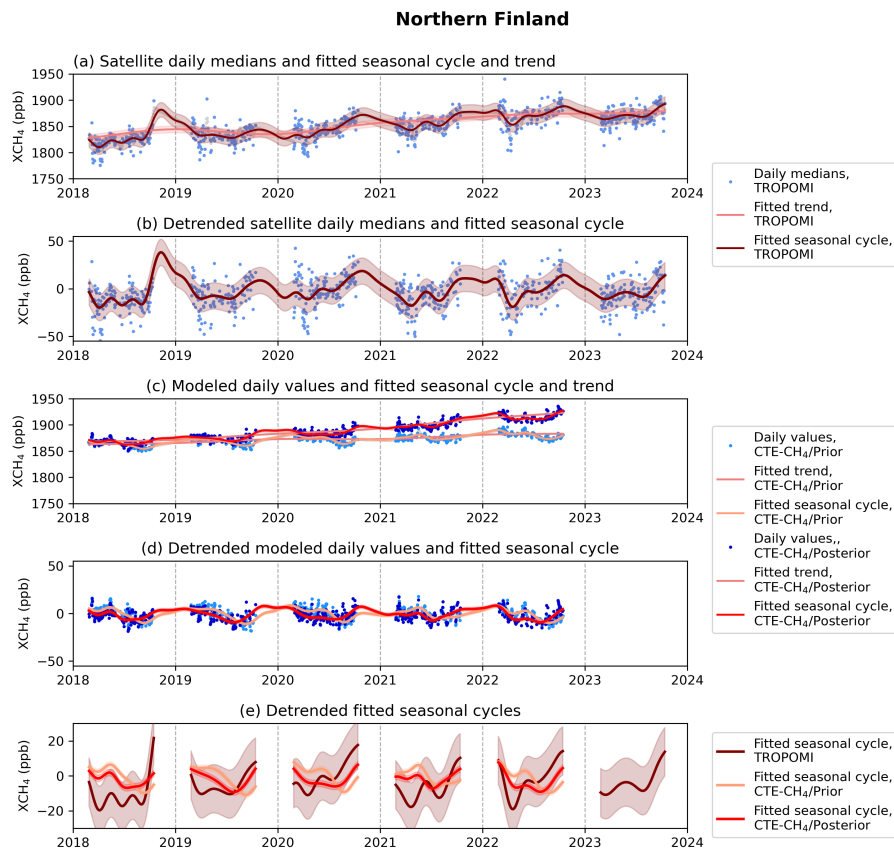 Northern Finland
(a) Satellite daily medians and fitted seasonal cycle and trend
XCH₄ (ppb)
1950
1900
1850
1800
1750
2018 2019 2020 2021 2022 2023 2024
Daily medians,
TROPOMI
Fitted trend,
TROPOMI
Fitted seasonal cycle,
TROPOMI
(b) Detrended satellite daily medians and fitted seasonal cycle
XCH₄ (ppb)
50
0
−50
2018 2019 2020 2021 2022 2023 2024
(c) Modeled daily values and fitted seasonal cycle and trend
XCH₄ (ppb)
1950
1900
1850
1800
1750
2018 2019 2020 2021 2022 2023 2024
Daily values,
CTE-CH₄/Prior
Fitted trend,
CTE-CH₄/Prior
Fitted seasonal cycle,
CTE-CH₄/Prior
Daily values,,
CTE-CH₄/Posterior
Fitted trend,
CTE-CH₄/Posterior
Fitted seasonal cycle,
CTE-CH₄/Posterior
(d) Detrended modeled daily values and fitted seasonal cycle
XCH₄ (ppb)
50
0
−50
2018 2019 2020 2021 2022 2023 2024
(e) Detrended fitted seasonal cycles
XCH₄ (ppb)
20
0
−20
2018 2019 2020 2021 2022 2023 2024
Fitted seasonal cycle,
TROPOMI
Fitted seasonal cycle,
CTE-CH₄/Prior
Fitted seasonal cycle,
CTE-CH₄/Posterior